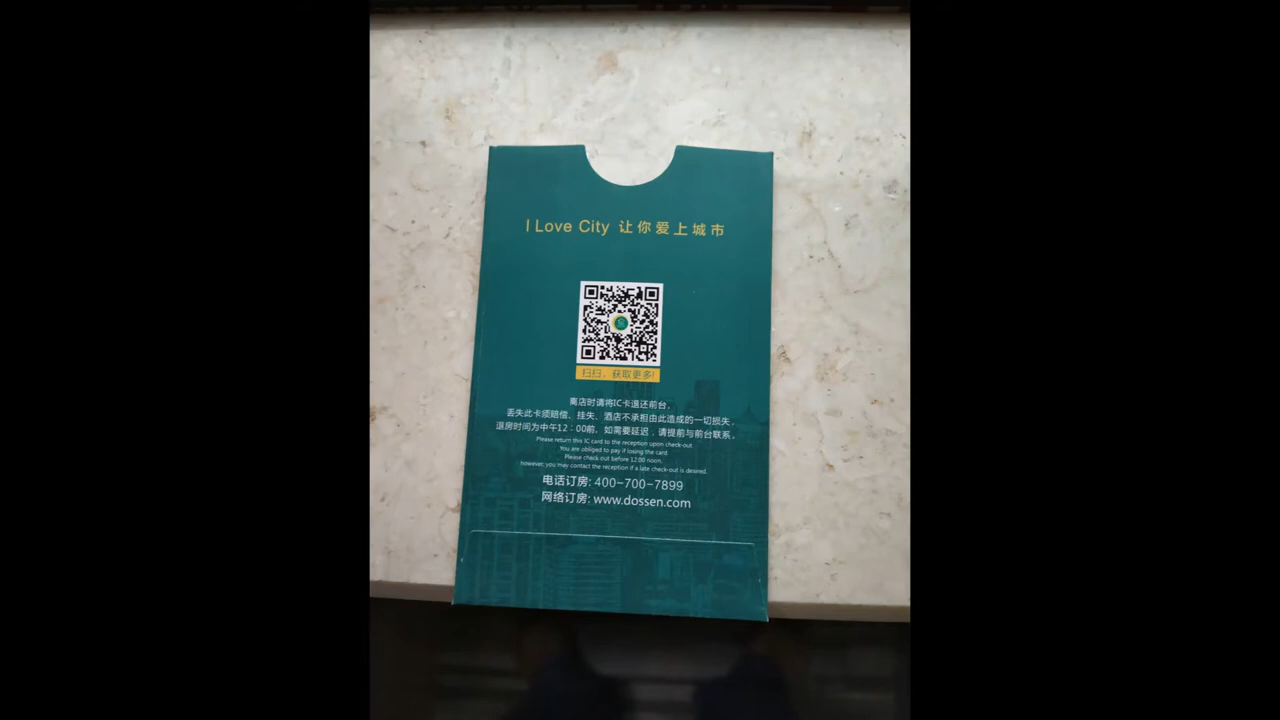 I Love City 让你爱上城市
扫扫，获取更多!
离店时请将IC卡退还前台，
丢失此卡须赔偿、挂失、酒店不承担由此造成的一切损失。
退房时间为中午12：00前，如需要延迟，请提前与前台联系。
Please return this IC card to the reception upon check-out
You are obliged to pay if losing the card.
Please chack out before 12:00 noon.
however, you may contact the reception if a late check-out is desired.
电话订房: 400-700-7899
网络订房: www.dossen.com